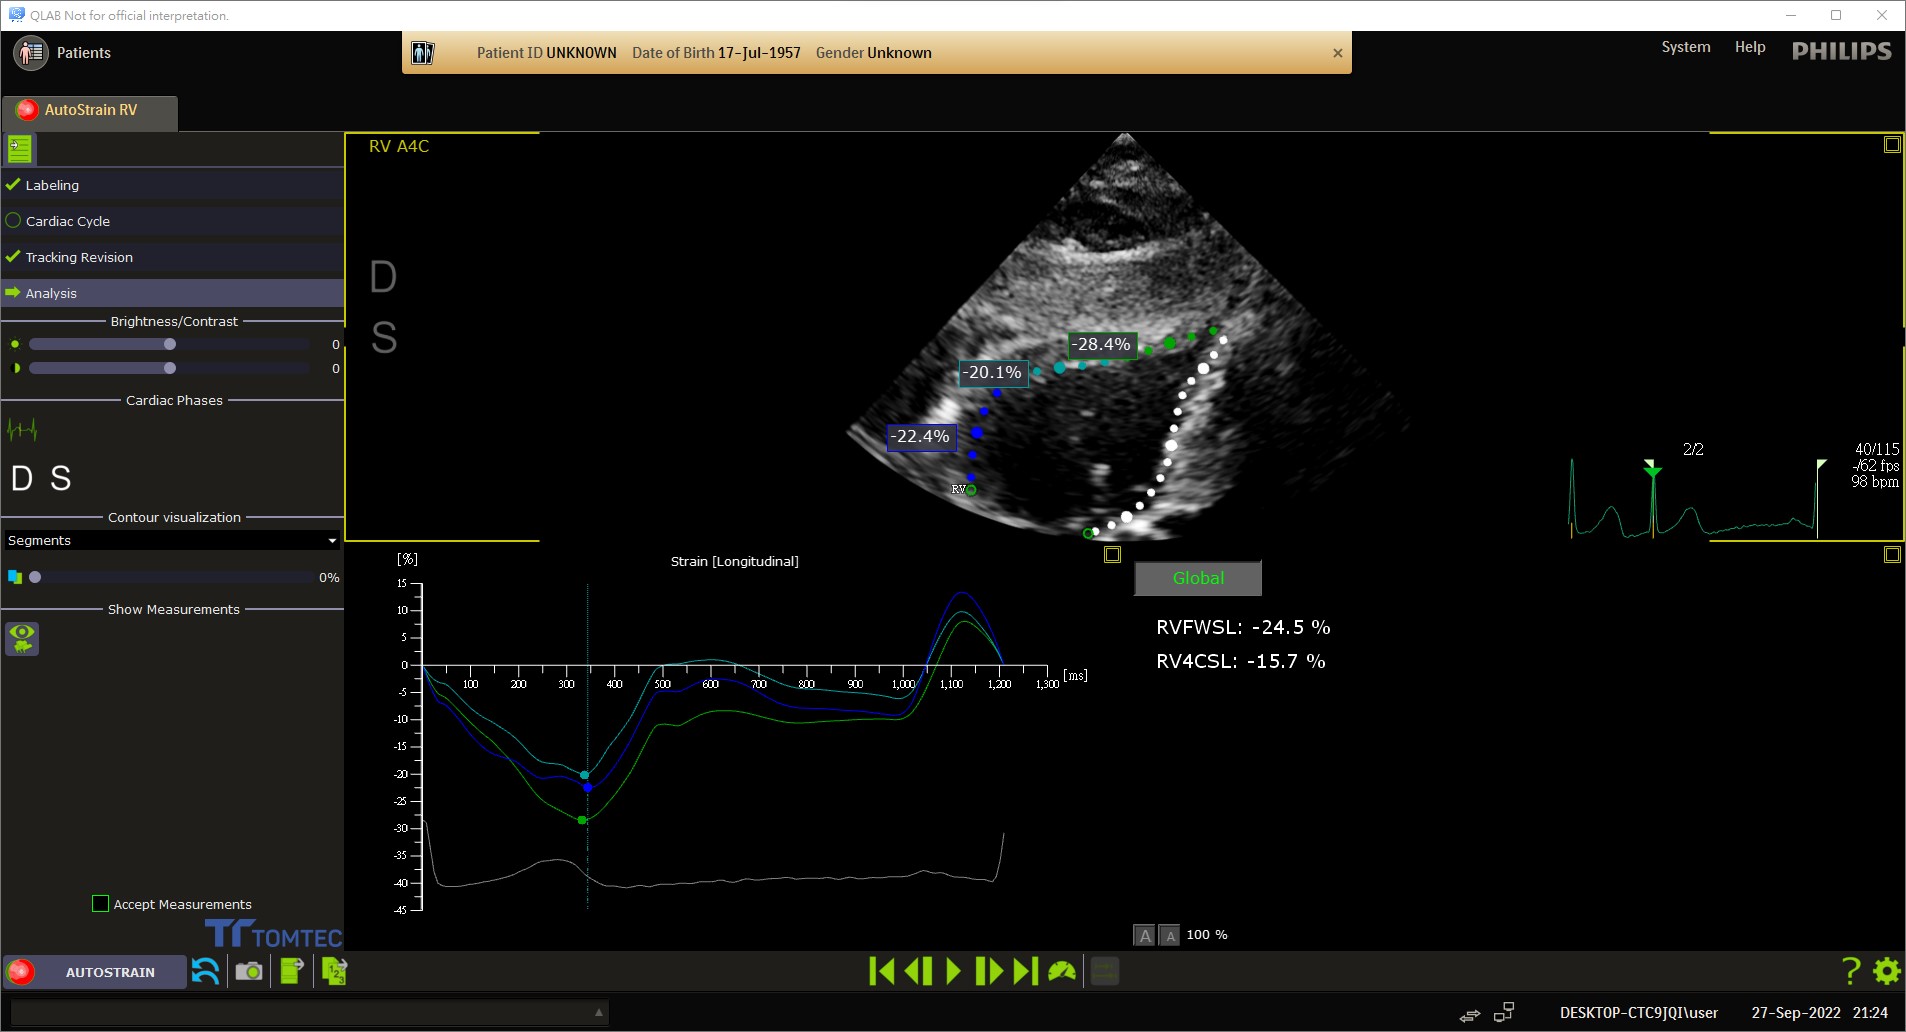 QLAB Not for official interpretation.
Patients
Patient ID UNKNOWN Date of Birth 17-Jul-1957 Gender Unknown
System Help PHILIPS
AutoStrain RV
Labeling
Cardiac Cycle
Tracking Revision
Analysis
Brightness/Contrast
0
0
Cardiac Phases
D S
Contour visualization
Segments
0%
Show Measurements
Accept Measurements
TOMTEC
RV A4C
D
S
-28.4%
-20.1%
-22.4%
RV
2/2
40/115
-/62 fps
98 bpm
[%]
Strain [Longitudinal]
15
10
5
0
-5
-10
-15
-20
-25
-30
-35
-40
-45
100 200 300 400 500 600 700 800 900 1,000 1,100 1,200 1,300 [ms]
Global
RVFWSL: -24.5 %
RV4CSL: -15.7 %
A A 100 %
AUTOSTRAIN
1 2 3
?
DESKTOP-CTC9JQI\user 27-Sep-2022 21:24